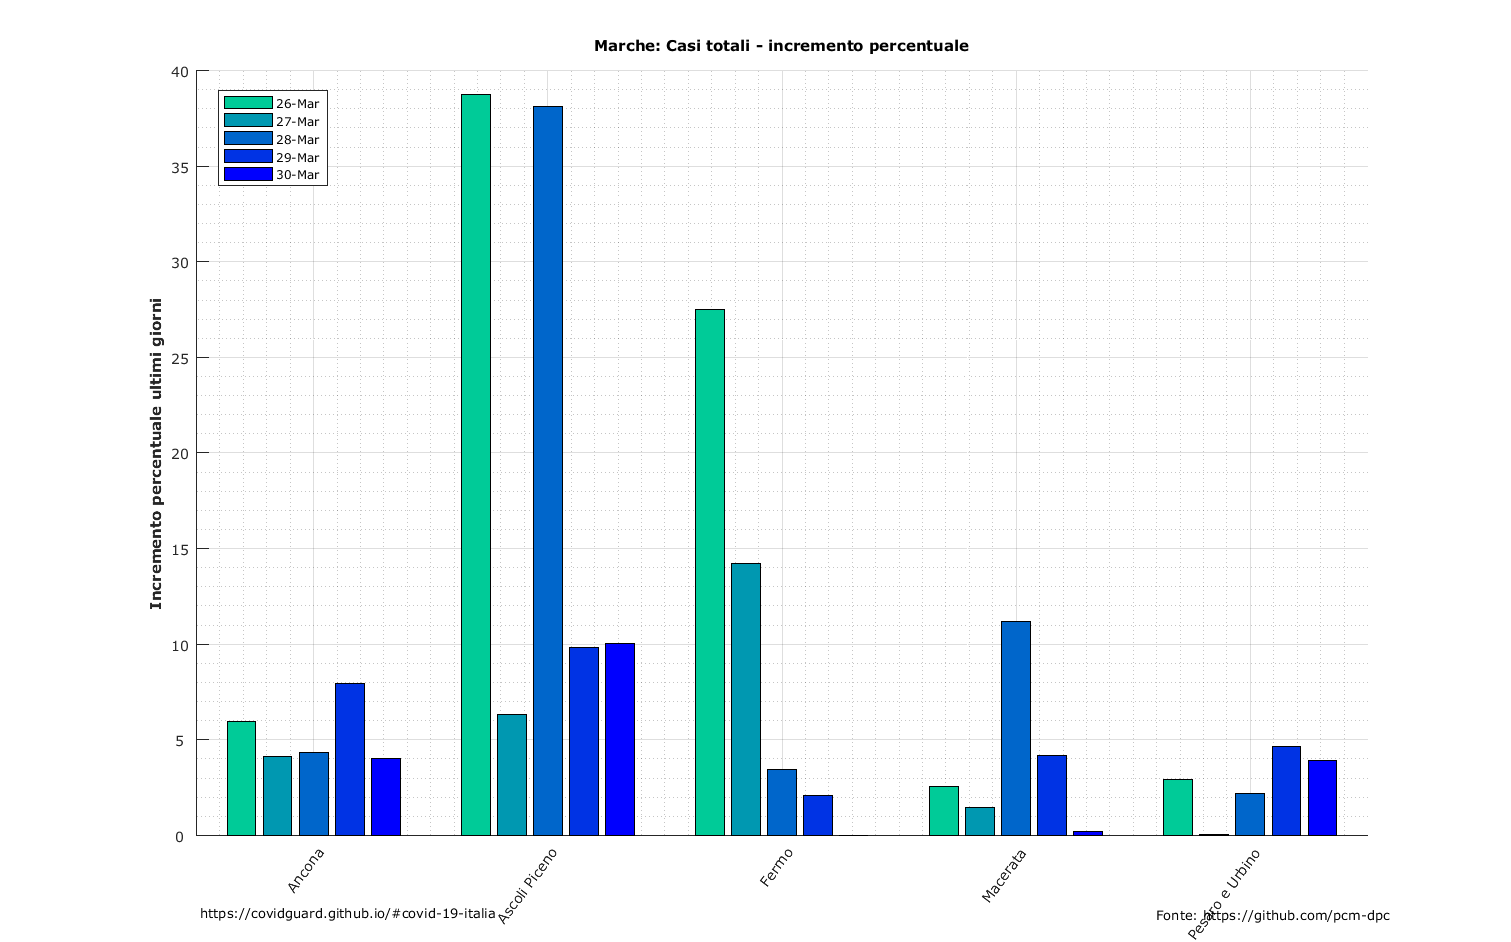 Marche: Casi totali - incremento percentuale
40
35
30
25
20
15
10
5
0
Incremento percentuale ultimi giorni
26-Mar
27-Mar
28-Mar
29-Mar
30-Mar
Ancona
Ascoli Piceno
Fermo
Macerata
Pesaro e Urbino
https://covidguard.github.io/#covid-19-italia
Fonte: https://github.com/pcm-dpc